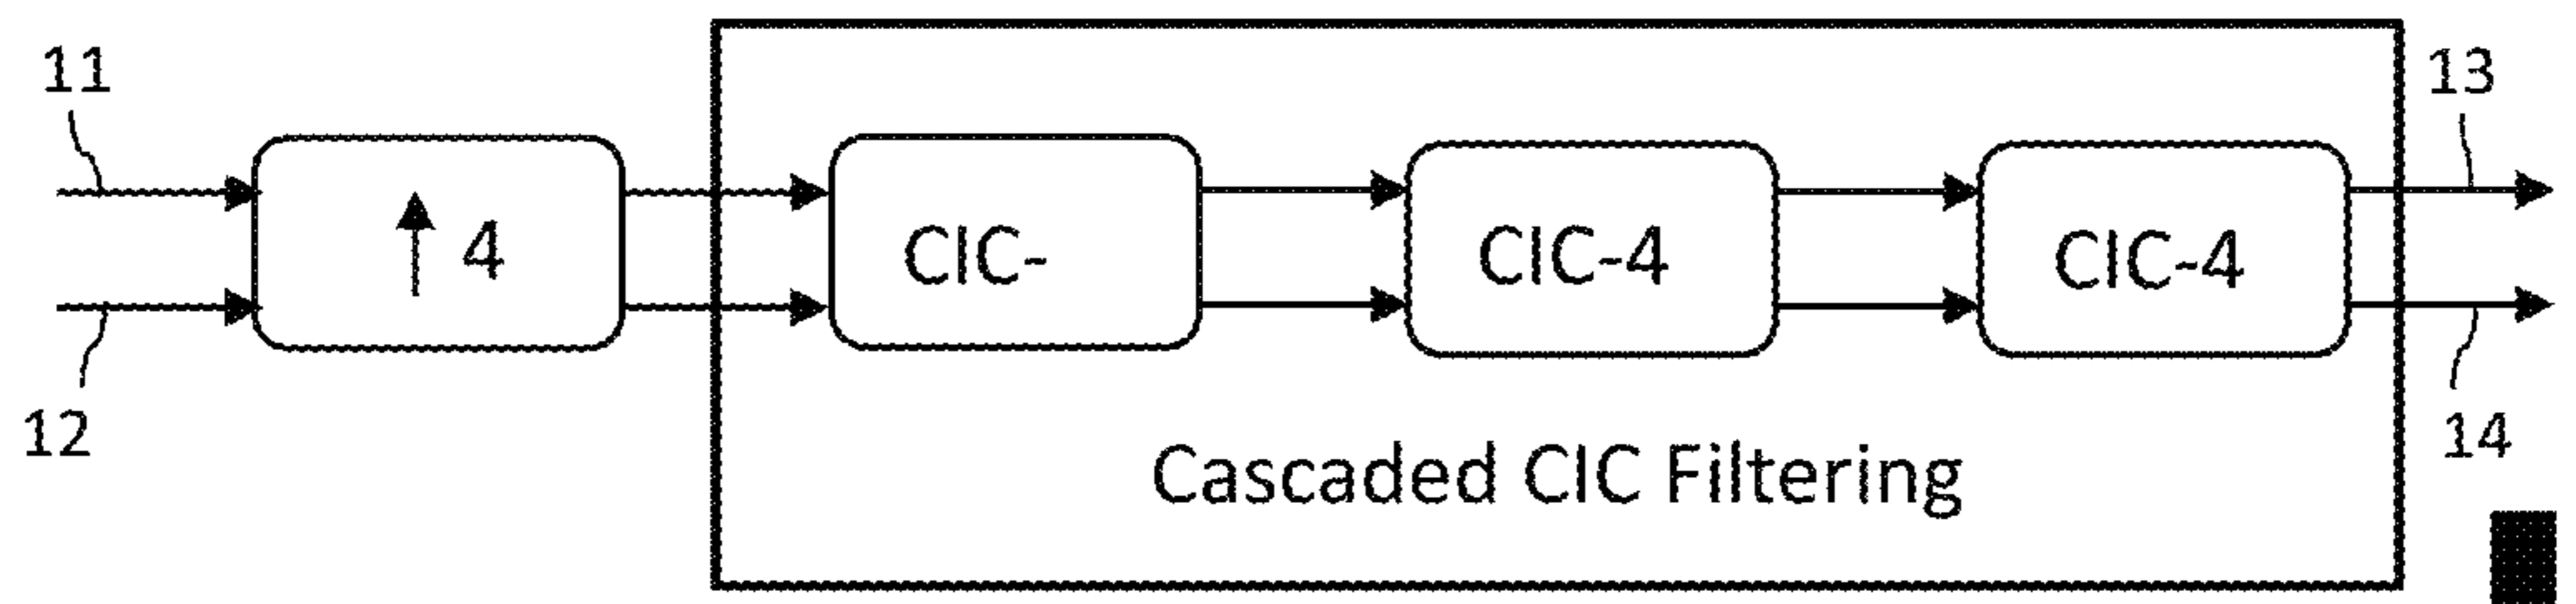 11
13
↑ 4
CIC-
CIC-4
CIC-4
12
14
Cascaded CIC Filtering